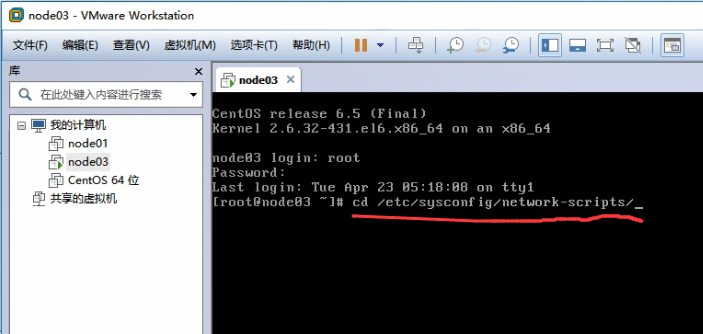 node03 - VMware Workstation
文件(F) 编辑(E) 查看(V) 虚拟机(M) 选项卡(T) 帮助(H)
库
在此处键入内容进行搜索
我的计算机
node01
node03
CentOS 64 位
共享的虚拟机
node03
CentOS release 6.5 (Final)
Kernel 2.6.32-431.el6.x86_64 on an x86_64
node03 login: root
Password:
Last login: Tue Apr 23 05:18:08 on tty1
[root@node03 ~]# cd /etc/sysconfig/network-scripts/_